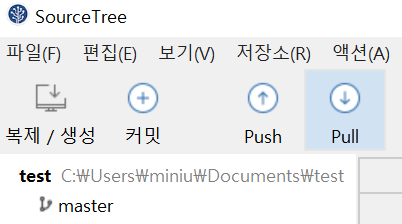 SourceTree
파일(F) 편집(E) 보기(V) 저장소(R) 액션(A)
복제 / 생성 커밋 Push Pull
test C:₩Users₩miniu₩Documents₩test
master